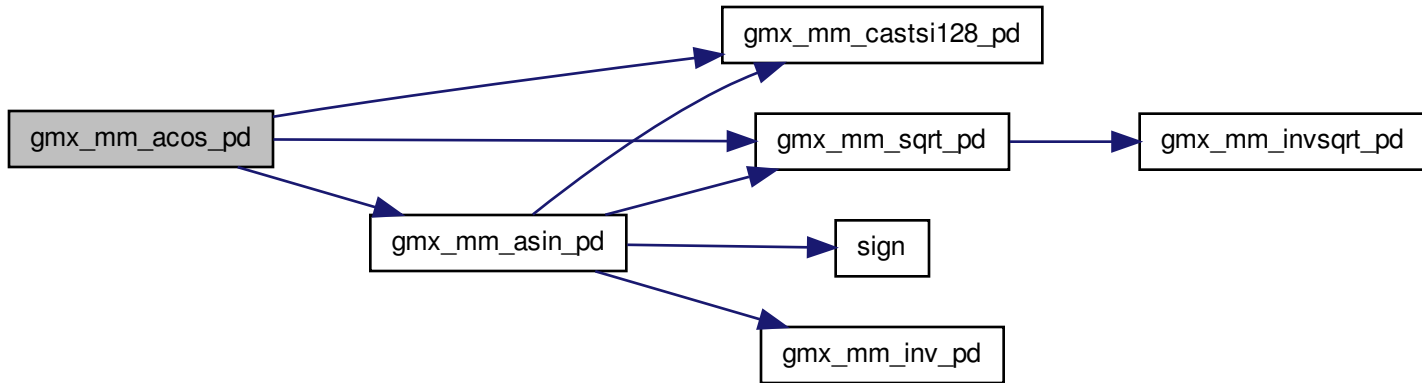 gmx_mm_castsi128_pd
gmx_mm_acos_pd
gmx_mm_sqrt_pd
gmx_mm_invsqrt_pd
gmx_mm_asin_pd
sign
gmx_mm_inv_pd